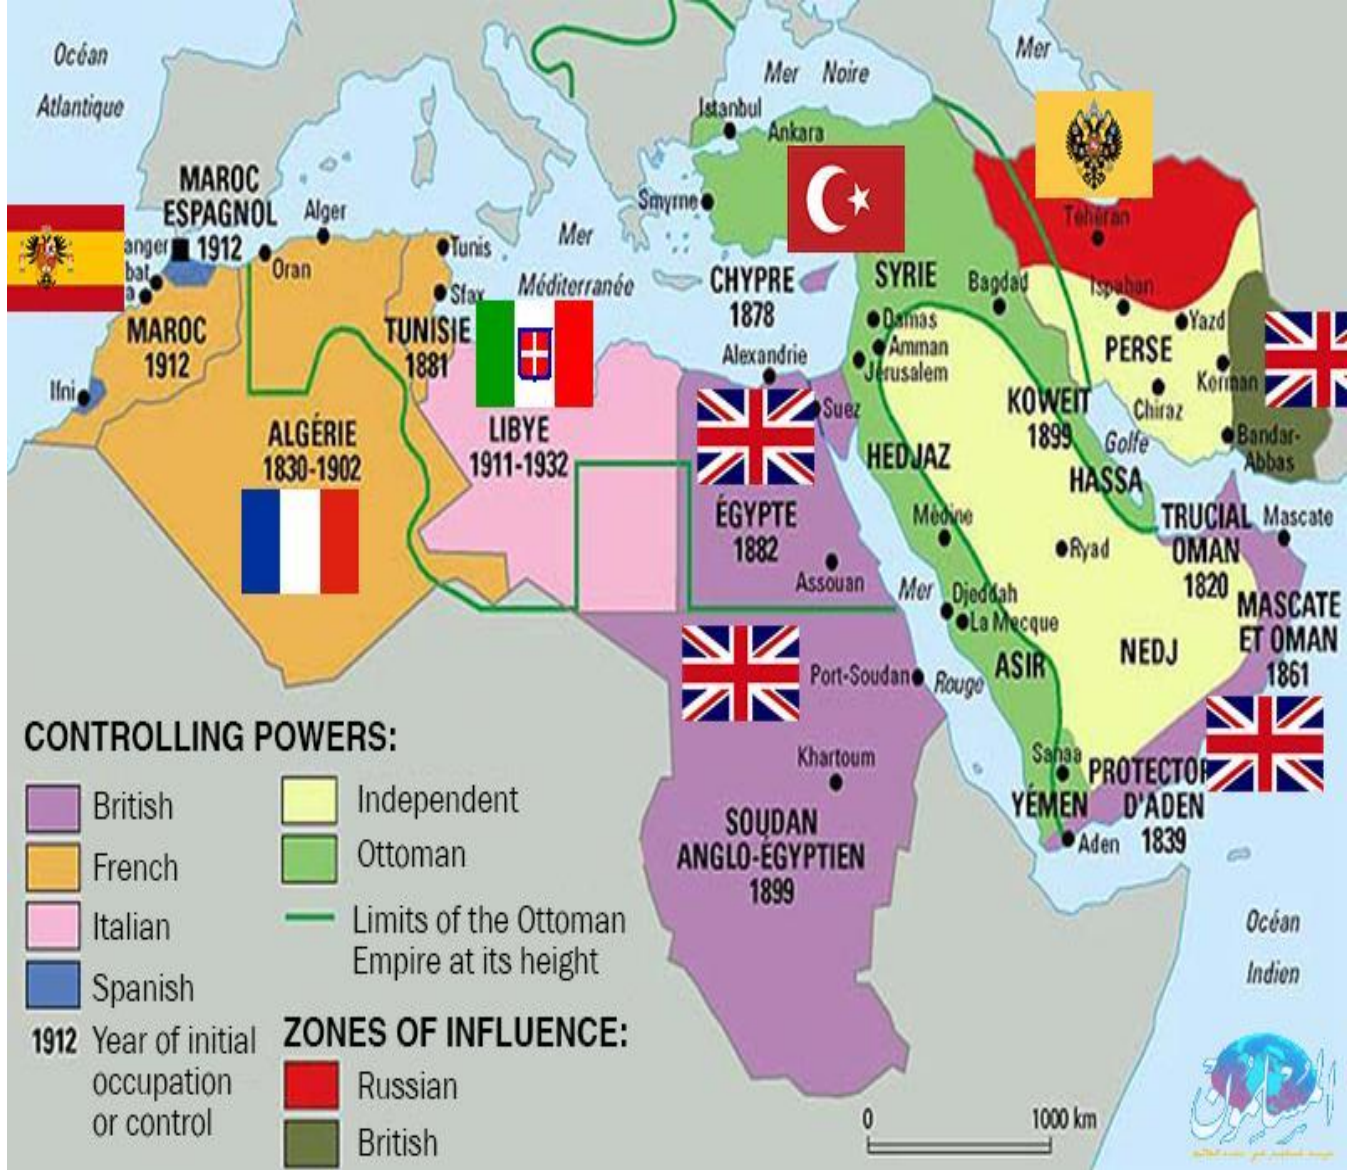 Océan
Atlantique
Mer
Mer Noire
Istanbul
Ankara
Smyrne
Téhéran
MAROC
ESPAGNOL
1912
Alger
anger
bat
a
Oran
Tunis
Sfax
Mer
Méditerranée
CHYPRE
1878
SYRIE
Bagdad
Ispahan
Yazd
MAROC
1912
TUNISIE
1881
Alexandrie
Damas
Amman
Jérusalem
PERSE
Kerman
Ifni
Suez
KOWEIT
1899
Chiraz
Golfe
Bandar-
Abbas
ALGÉRIE
1830-1902
LIBYE
1911-1932
HEDJAZ
HASSA
ÉGYPTE
1882
Médine
Ryad
TRUCIAL
OMAN
1820
Mascate
Assouan
Mer
Djeddah
La Mecque
MASCATE
ET OMAN
1861
Port-Soudan
Rouge
ASIR
NEDJ
Khartoum
Sanaa
YÉMEN
PROTECTOR
D'ADEN
1839
Aden
SOUDAN
ANGLO-ÉGYPTIEN
1899
Océan
Indien
CONTROLLING POWERS:
British
French
Italian
Spanish
1912 Year of initial
occupation
or control
Independent
Ottoman
Limits of the Ottoman
Empire at its height
ZONES OF INFLUENCE:
Russian
British
0 1000 km
المسلمون